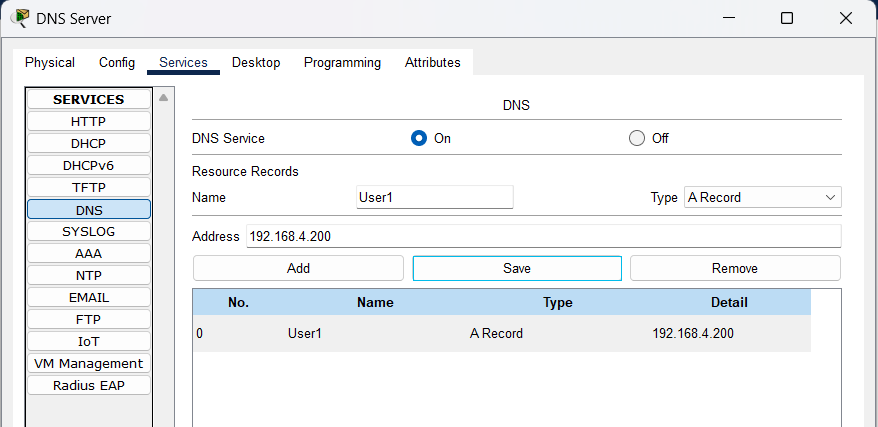 DNS Server
Physical Config Services Desktop Programming Attributes
SERVICES
HTTP
DHCP
DHCPv6
TFTP
DNS
SYSLOG
AAA
NTP
EMAIL
FTP
IoT
VM Management
Radius EAP
DNS
DNS Service On Off
Resource Records
Name User1 Type A Record
Address 192.168.4.200
Add Save Remove
No. Name Type Detail
0 User1 A Record 192.168.4.200